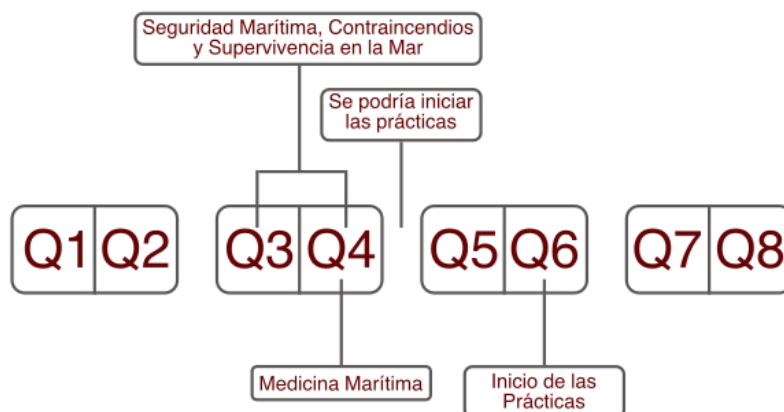 Seguridad Marítima, Contraincendios
y Supervivencia en la Mar
Se podría iniciar
las prácticas
Q1 Q2 Q3 Q4 Q5 Q6 Q7 Q8
Medicina Marítima
Inicio de las
Prácticas